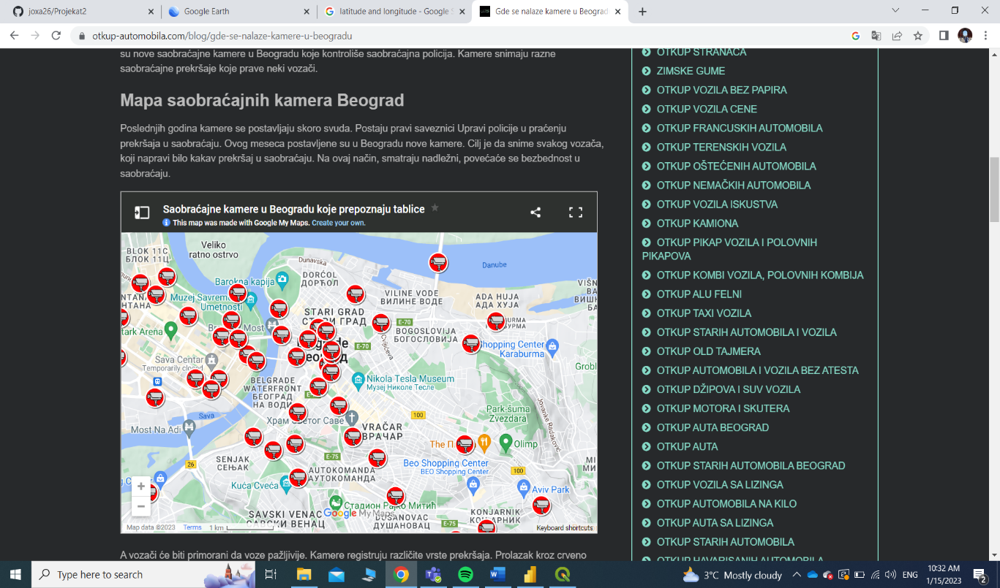 joxa26/Projekat2
Google Earth
latitude and longitude - Google S
Gde se nalaze kamere u Beograd
otkup-automobila.com/blog/gde-se-nalaze-kamere-u-beogradu
su nove saobraćajne kamere u Beogradu koje kontroliše saobraćajna policija. Kamere snimaju razne
saobraćajne prekršaje koje prave neki vozači.
Mapa saobraćajnih kamera Beograd
Poslednjih godina kamere se postavljaju skoro svuda. Postaju pravi saveznici Upravi policije u praćenju
prekršaja u saobraćaju. Ovog meseca postavljene su u Beogradu nove kamere. Cilj je da snime svakog vozača,
koji napravi bilo kakav prekršaj u saobraćaju. Na ovaj način, smatraju nadležni, povećaće se bezbednost u
saobraćaju.
Saobraćajne kamere u Beogradu koje prepoznaju tablice
This map was made with Google My Maps. Create your own.
BLOK 11C
БЛОК 11Ц
Veliko
ratno ostrvo
Dunavska
Danube
DORĆOL
ДОРЋОЛ
Barokna kapija
VILINE VODE
ВИЛИНЕ ВОДЕ
ADA HUJA
АДА ХУЈА
Muzej Savrem
Umetnosti
STARI GRAD
E-70
BOGOSLOVIJA
БОГОСЛОВИЈА
Most
Shopping Center
Karaburma
E-70
Cvijićeva
Sava Centar
Temporarily closed
Grobl
BELGRADE
WATERFRONT
БЕОГРАД
НА ВОДИ
Nikola Tesla Museum
Музеј Николе Тесле
Park-šuma
Zvezdara
Jovanke Radaković
Sava
Most Na Adi
100
VRAČAR
ВРАЧАР
Olimp
SENJAK
СЕЊАК
E-75
Beo Shopping Center
BEO Shopping Center
100
26
AUTOKOMANDA
АУТОКОМАНДА
Kuća Cveća
Aviv Park
Стадион Рајко Митић
SAVSKI VENAC
САВСКИ ВЕНАЦ
Google My Maps
DUŠANOVAC
ДУШАНОВАЦ
E-75
KONJARNIK
Map data ©2023 Terms 1 km
Keyboard shortcuts
A vozači će biti primorani da voze pažljivije. Kamere registruju različite vrste prekršaja. Prolazak kroz crveno
OTKUP STRANACA
ZIMSKE GUME
OTKUP VOZILA BEZ PAPIRA
OTKUP VOZILA CENE
OTKUP FRANCUSKIH AUTOMOBILA
OTKUP TERENSKIH VOZILA
OTKUP OŠTEĆENIH AUTOMOBILA
OTKUP NEMAČKIH AUTOMOBILA
OTKUP VOZILA ISKUSTVA
OTKUP KAMIONA
OTKUP PIKAP VOZILA I POLOVNIH
PIKAPOVA
OTKUP KOMBI VOZILA, POLOVNIH KOMBIJA
OTKUP ALU FELNI
OTKUP TAXI VOZILA
OTKUP STARIH AUTOMOBILA I VOZILA
OTKUP OLD TAJMERA
OTKUP AUTOMOBILA I VOZILA BEZ ATESTA
OTKUP DŽIPOVA I SUV VOZILA
OTKUP MOTORA I SKUTERA
OTKUP AUTA BEOGRAD
OTKUP AUTA
OTKUP STARIH AUTOMOBILA BEOGRAD
OTKUP VOZILA SA LIZINGA
OTKUP AUTOMOBILA NA KILO
OTKUP AUTA SA LIZINGA
OTKUP STARIH AUTOMOBILA
OTKUP HAVARISANIH AUTOMOBILA
Type here to search
3°C Mostly cloudy
ENG
10:32 AM
1/15/2023
2